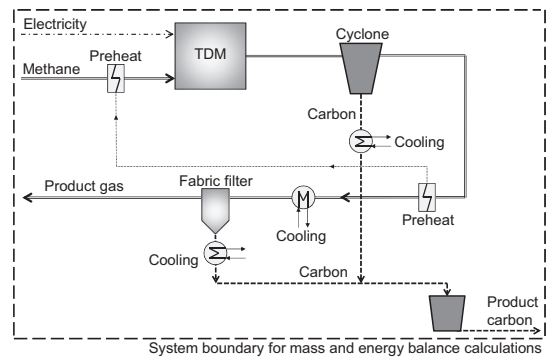 Electricity
Preheat
TDM
Cyclone
Methane
Carbon
Cooling
Product gas
Fabric filter
Preheat
Cooling
Cooling
Carbon
Product
carbon
System boundary for mass and energy balance calculations